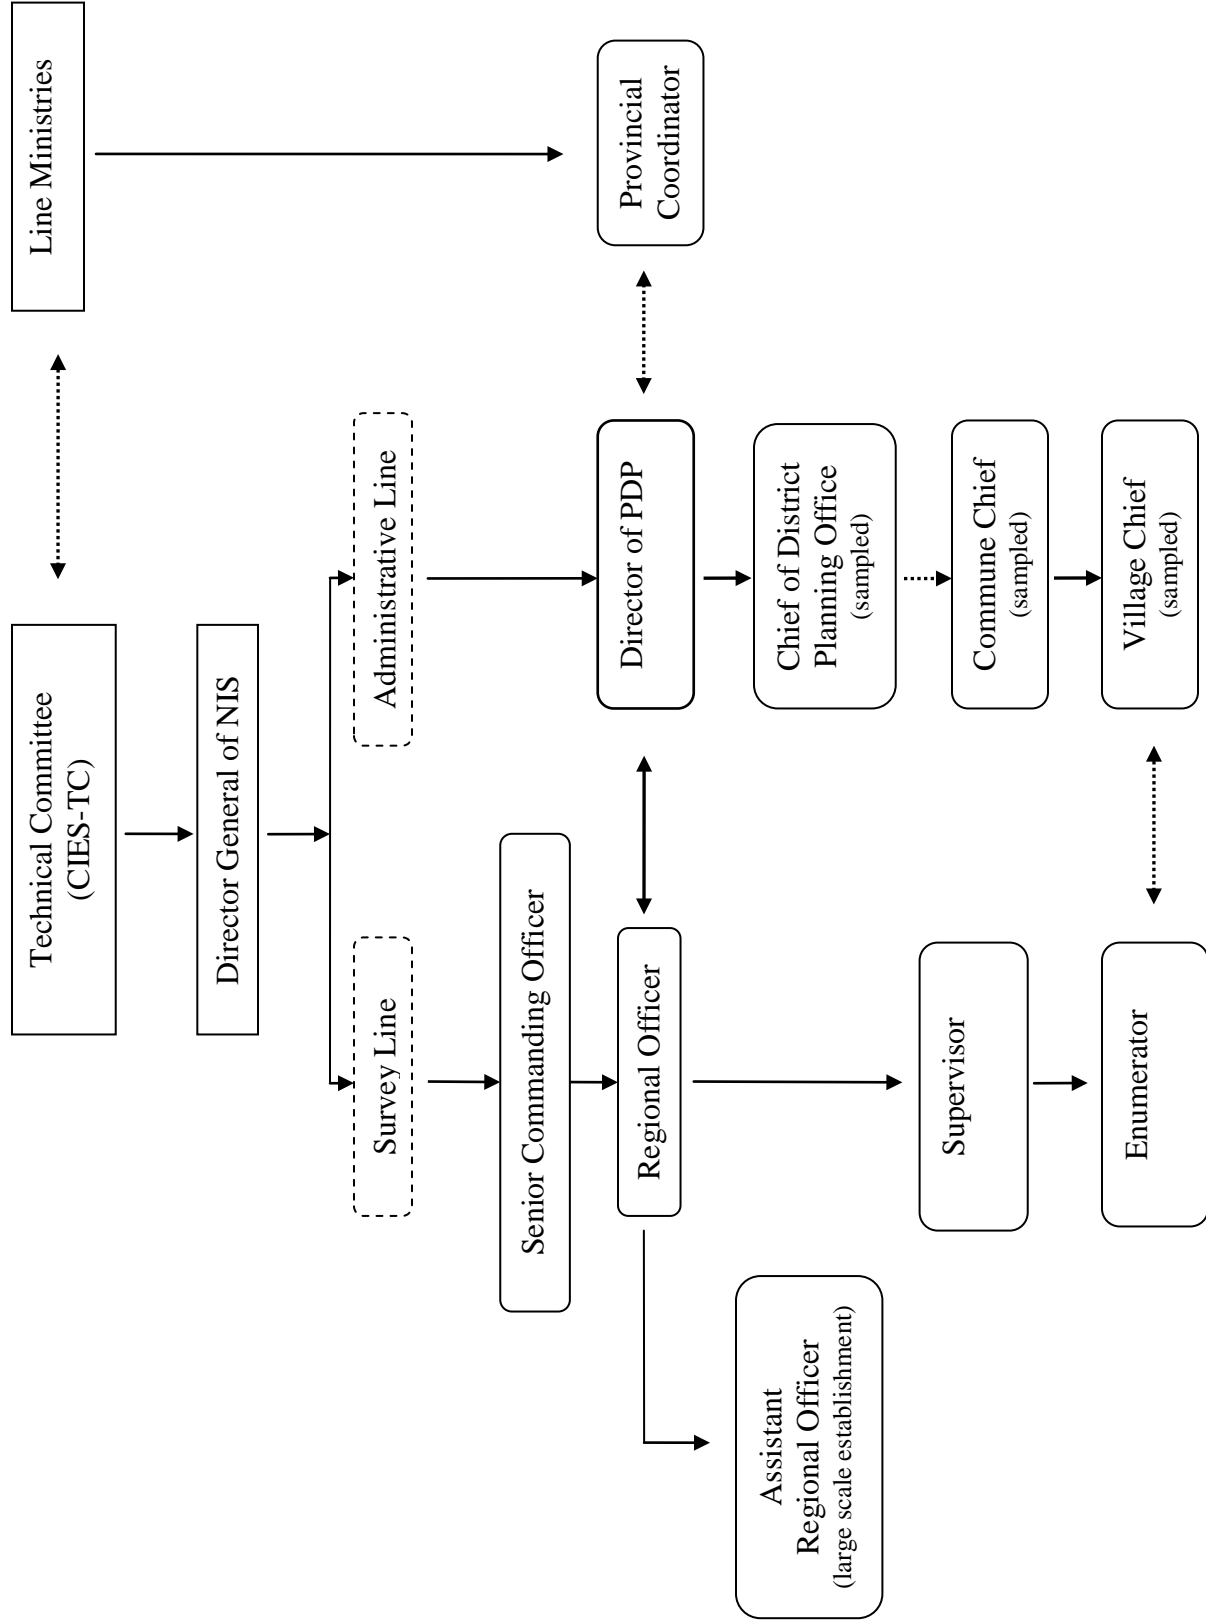 Line Ministries
Technical Committee
(CIES-TC)
Director General of NIS
Survey Line
Administrative Line
Senior Commanding Officer
Regional Officer
Director of PDP
Provincial
Coordinator
Assistant
Regional Officer
(large scale establishment)
Chief of District
Planning Office
(sampled)
Supervisor
Commune Chief
(sampled)
Enumerator
Village Chief
(sampled)